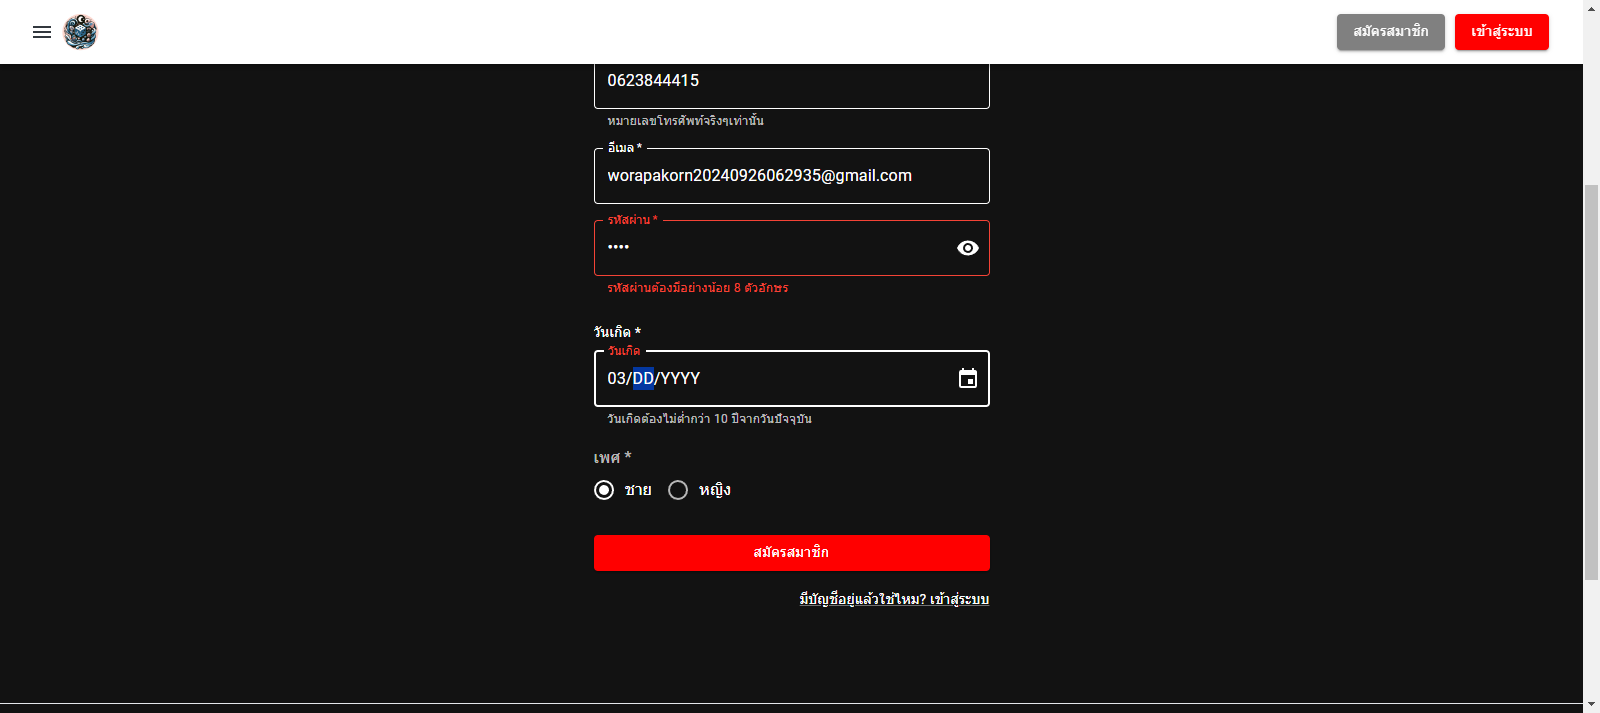 สมัครสมาชิก
เข้าสู่ระบบ
0623844415
หมายเลขโทรศัพท์จริงๆเท่านั้น
อีเมล *
worapakorn20240926062935@gmail.com
รหัสผ่าน *
••••
รหัสผ่านต้องมีอย่างน้อย 8 ตัวอักษร
วันเกิด *
วันเกิด
03/DD/YYYY
วันเกิดต้องไม่ต่ำกว่า 10 ปีจากวันปัจจุบัน
เพศ *
ชาย
หญิง
สมัครสมาชิก
มีบัญชีอยู่แล้วใช่ไหม? เข้าสู่ระบบ